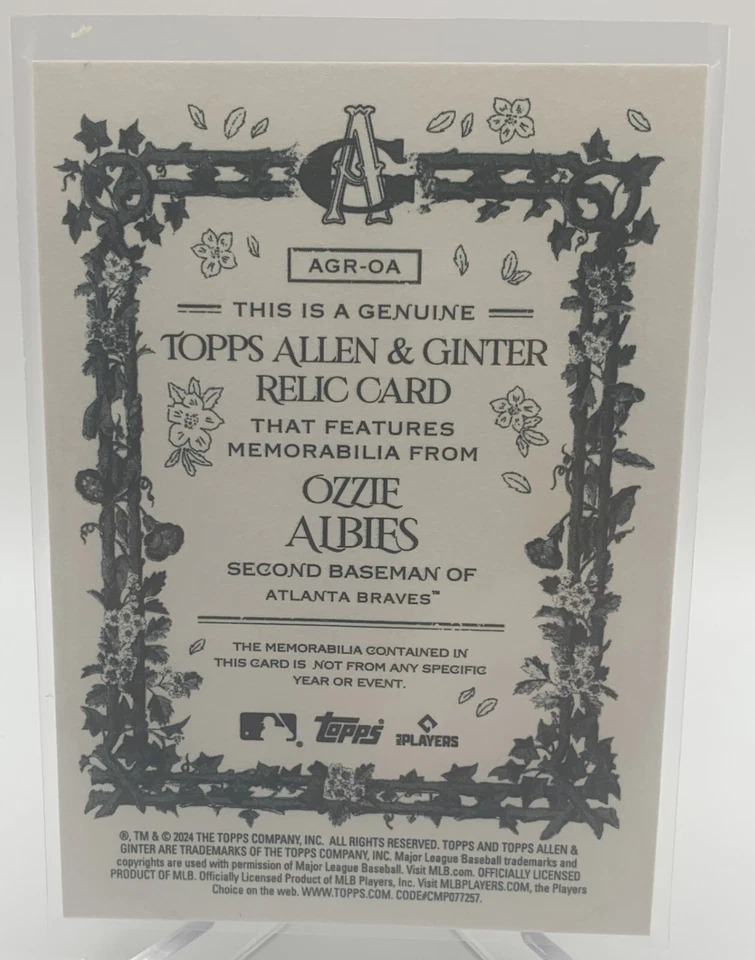 AG
AGR-OA
THIS IS A GENUINE
TOPPS ALLEN & GINTER
RELIC CARD
THAT FEATURES
MEMORABILIA FROM
OZZIE
ALBIES
SECOND BASEMAN OF
ATLANTA BRAVES™
THE MEMORABILIA CONTAINED IN
THIS CARD IS NOT FROM ANY SPECIFIC
YEAR OR EVENT.
topps MLB PLAYERS
®, TM & © 2024 THE TOPPS COMPANY, INC. ALL RIGHTS RESERVED. TOPPS AND TOPPS ALLEN &
GINTER ARE TRADEMARKS OF THE TOPPS COMPANY, INC. Major League Baseball trademarks and
copyrights are used with permission of Major League Baseball. Visit MLB.com. OFFICIALLY LICENSED
PRODUCT OF MLB. Officially Licensed Product of MLB Players, Inc. Visit MLBPLAYERS.COM, the Players
Choice on the web. WWW.TOPPS.COM. CODE#CMP077257.